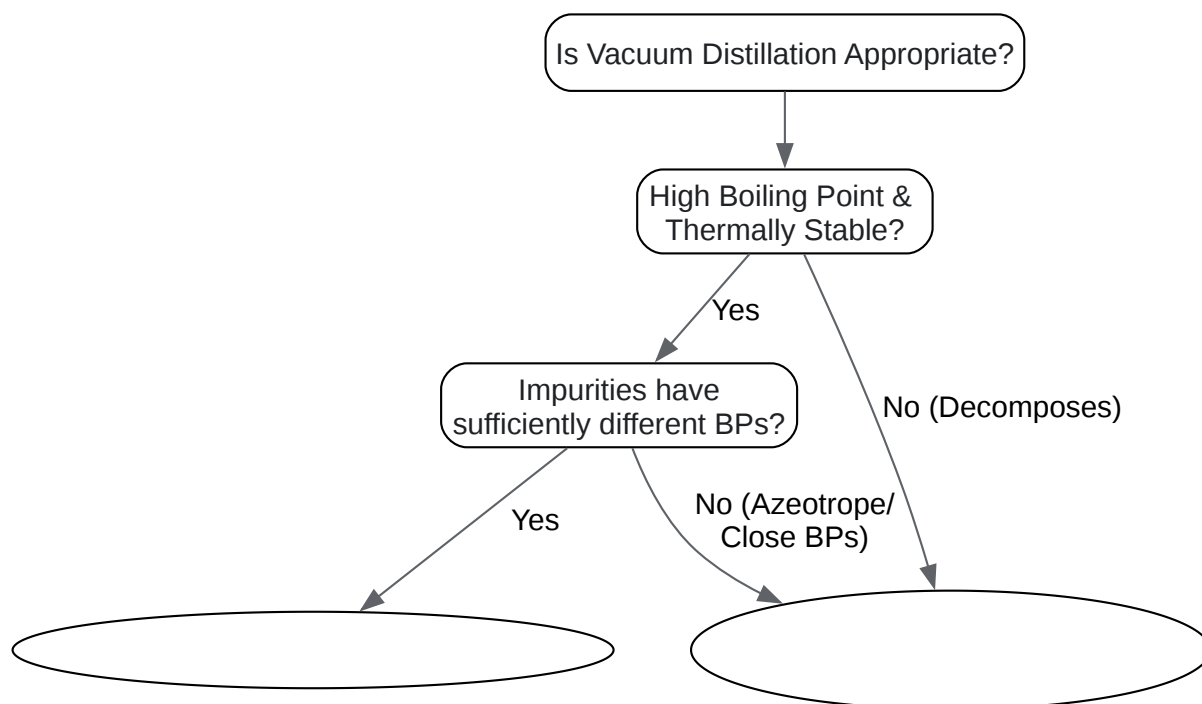 Is Vacuum Distillation Appropriate?
High Boiling Point &
Thermally Stable?
Yes
No (Decomposes)
Impurities have
sufficiently different BPs?
Yes
No (Azeotrope/
Close BPs)